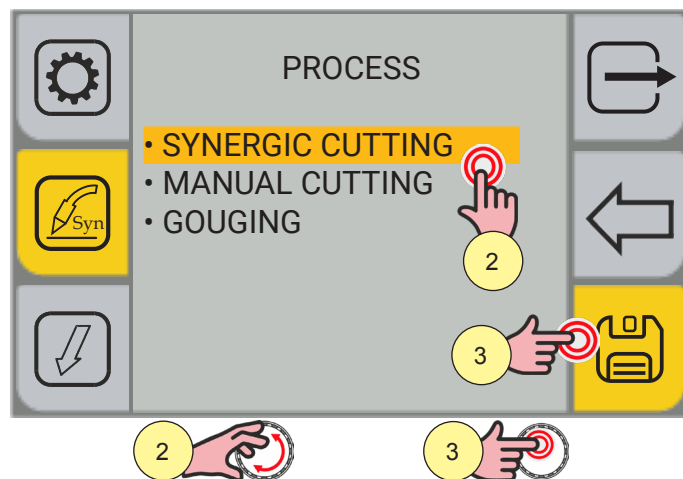 PROCESS
• SYNERGIC CUTTING
• MANUAL CUTTING
• GOUGING
Syn
2
3
2
3